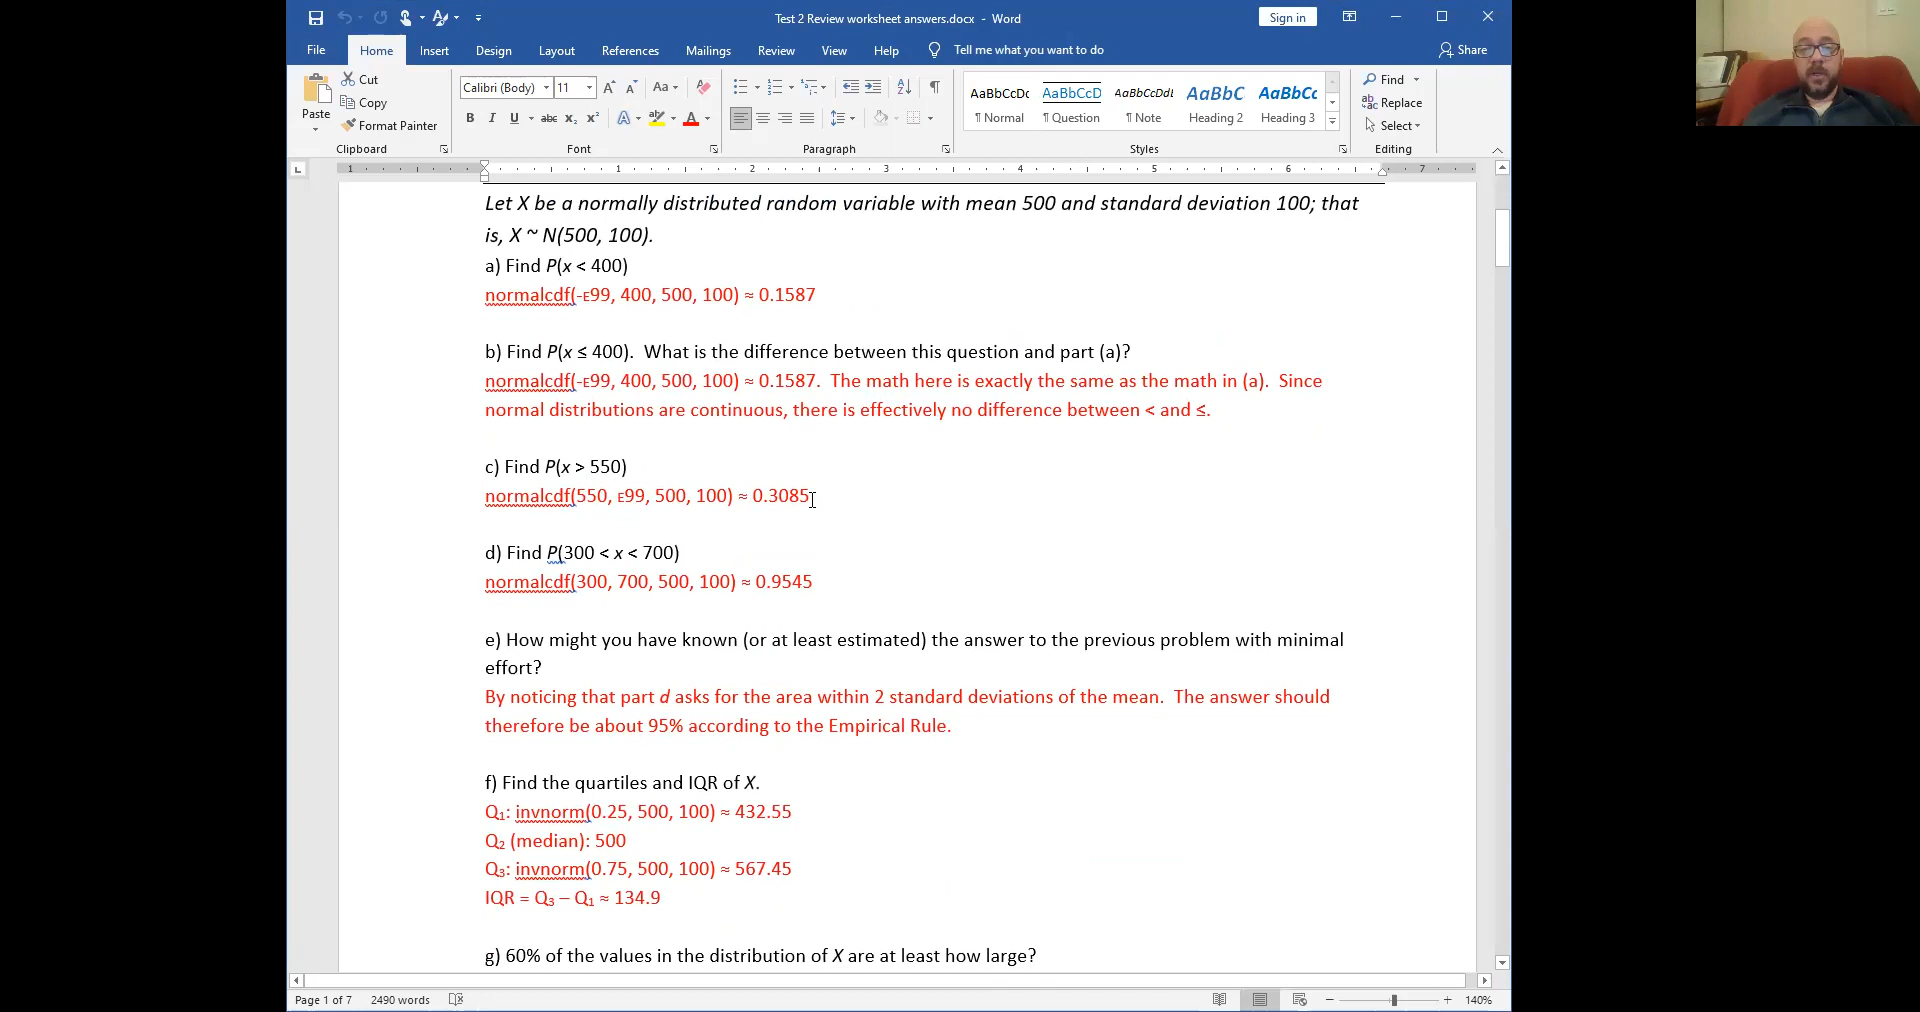 Test 2 Review worksheet answers.docx - Word
Sign in
File Home Insert Design Layout References Mailings Review View Help Tell me what you want to do Share
Paste
Cut
Copy
Format Painter
Clipboard
Calibri (Body) 11
Font
Paragraph
AaBbCcDc AaBbCcD AaBbCcDdI AaBbC AaBbCc
¶ Normal ¶ Question ¶ Note Heading 2 Heading 3
Styles
Find
Replace
Select
Editing
1 1 2 3 4 5 6 7
Let X be a normally distributed random variable with mean 500 and standard deviation 100; that
is, X ~ N(500, 100).
a) Find P(x < 400)
normalcdf(-E99, 400, 500, 100) ≈ 0.1587
b) Find P(x ≤ 400).  What is the difference between this question and part (a)?
normalcdf(-E99, 400, 500, 100) ≈ 0.1587.  The math here is exactly the same as the math in (a).  Since
normal distributions are continuous, there is effectively no difference between < and ≤.
c) Find P(x > 550)
normalcdf(550, E99, 500, 100) ≈ 0.3085
d) Find P(300 < x < 700)
normalcdf(300, 700, 500, 100) ≈ 0.9545
e) How might you have known (or at least estimated) the answer to the previous problem with minimal
effort?
By noticing that part d asks for the area within 2 standard deviations of the mean.  The answer should
therefore be about 95% according to the Empirical Rule.
f) Find the quartiles and IQR of X.
Q₁: invnorm(0.25, 500, 100) ≈ 432.55
Q₂ (median): 500
Q₃: invnorm(0.75, 500, 100) ≈ 567.45
IQR = Q₃ – Q₁ ≈ 134.9
g) 60% of the values in the distribution of X are at least how large?
Page 1 of 7 2490 words 140%